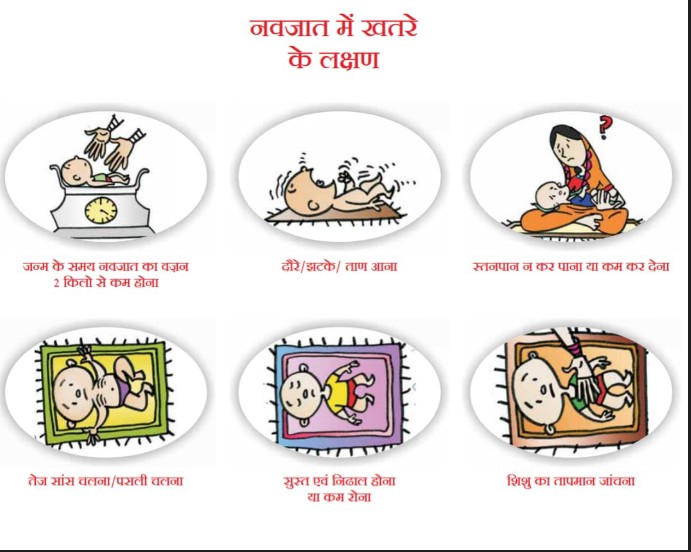 नवजात में खतरे
के लक्षण
जन्म के समय नवजात का वज़न
2 किलो से कम होना
दौरे/झटके/ ताण आना
स्तनपान न कर पाना या कम कर देना
?
तेज सांस चलना/पसली चलना
सुस्त एवं निढाल होना
या कम रोना
शिशु का तापमान जांचना